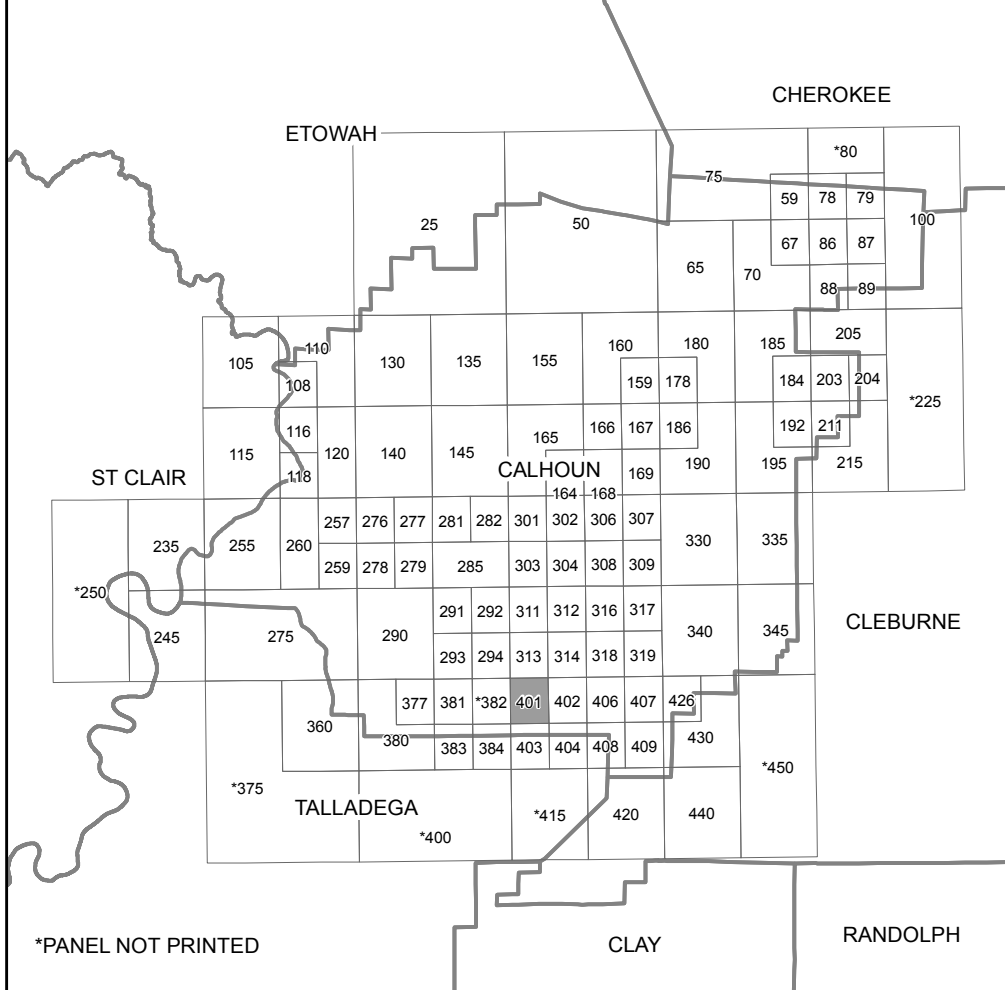 CHEROKEE
ETOWAH
*80
75
59 78 79
25 50 100
67 86 87
65 70
88 89
205
110 160 180 185
105 130 135 155
108 159 178 184 203 204
*225
116 166 167 186 192 211
115 120 140 145 165
190 195 215
ST CLAIR CALHOUN 169
118
164 168
257 276 277 281 282 301 302 306 307
235 255 260 330 335
259 278 279 285 303 304 308 309
*250
291 292 311 312 316 317
245 275 290 340 345 CLEBURNE
293 294 313 314 318 319
377 381 *382 401 402 406 407 426
360
380 430
383 384 403 404 408 409
*450
*375
TALLADEGA *415 420 440
*400
*PANEL NOT PRINTED CLAY RANDOLPH